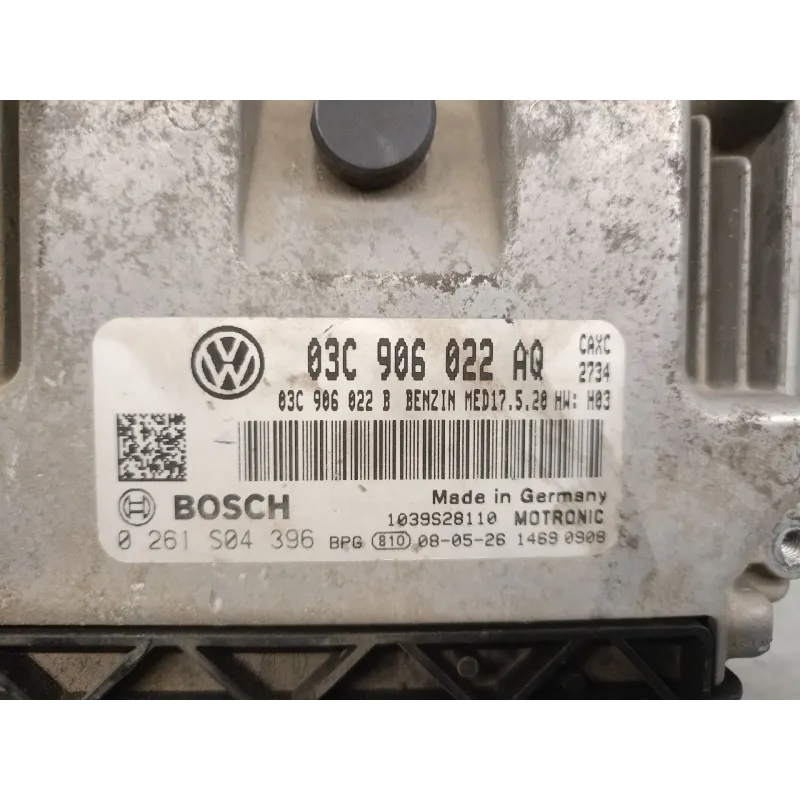 03C 906 022 AQ CAXC
2734
03C 906 022 B BENZIN MED17.5.20 HW: H03
BOSCH
Made in Germany
1039S28110 MOTRONIC
0 261 S04 396 BPG 810 08-05-26 1469 0908